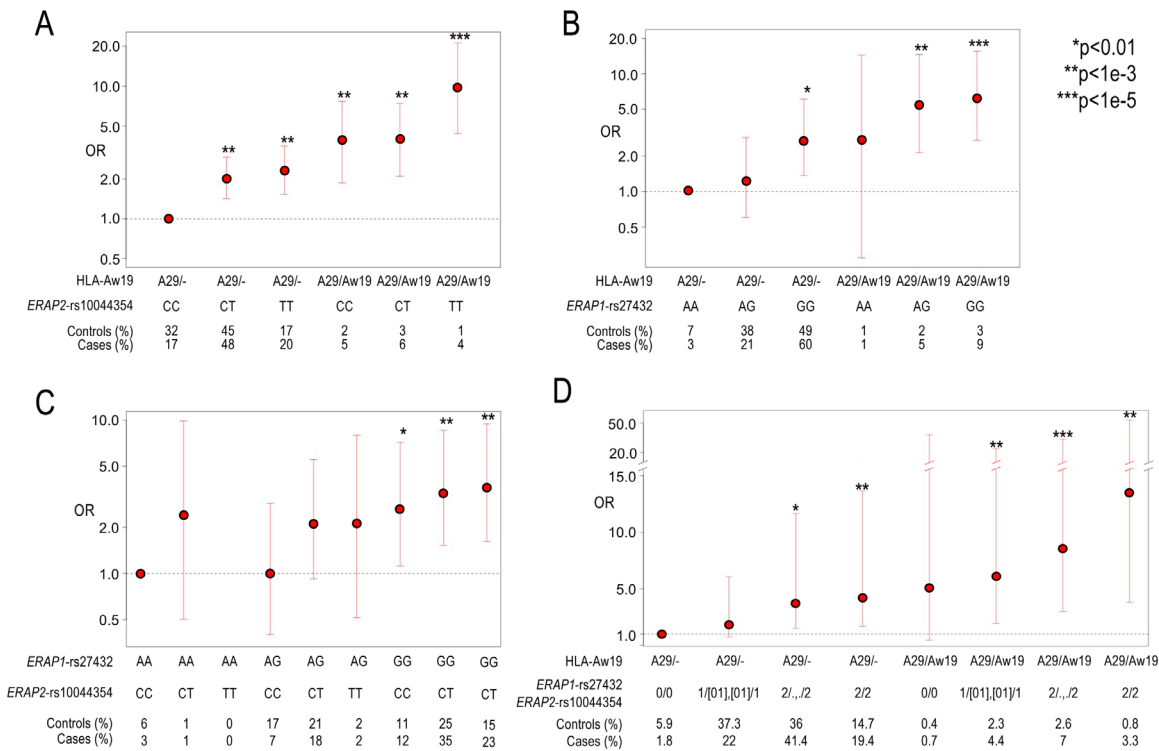 A
20.0
***
10.0
** **
5.0
OR
** **
2.0
1.0
0.5
HLA-Aw19 A29/- A29/- A29/- A29/Aw19 A29/Aw19 A29/Aw19
ERAP2-rs10044354 CC CT TT CC CT TT
Controls (%) 32 45 17 2 3 1
Cases (%) 17 48 20 5 6 4
B
20.0
** ***
10.0
*
5.0
OR
2.0
1.0
0.5
HLA-Aw19 A29/- A29/- A29/- A29/Aw19 A29/Aw19 A29/Aw19
ERAP1-rs27432 AA AG GG AA AG GG
Controls (%) 7 38 49 1 2 3
Cases (%) 3 21 60 1 5 9
*p<0.01
**p<1e-3
***p<1e-5
C
10.0
* ** **
5.0
OR
2.0
1.0
0.5
ERAP1-rs27432 AA AA AA AG AG AG GG GG GG
ERAP2-rs10044354 CC CT TT CC CT TT CC CT CT
Controls (%) 6 1 0 17 21 2 11 25 15
Cases (%) 3 1 0 7 18 2 12 35 23
D
50.0
**
20.0
** ***
15.0
OR
* **
10.0
5.0
1.0
HLA-Aw19 A29/- A29/- A29/- A29/- A29/Aw19 A29/Aw19 A29/Aw19 A29/Aw19
ERAP1-rs27432
ERAP2-rs10044354 0/0 1/[01],[01]/1 2/.,./2 2/2 0/0 1/[01],[01]/1 2/.,./2 2/2
Controls (%) 5.9 37.3 36 14.7 0.4 2.3 2.6 0.8
Cases (%) 1.8 22 41.4 19.4 0.7 4.4 7 3.3